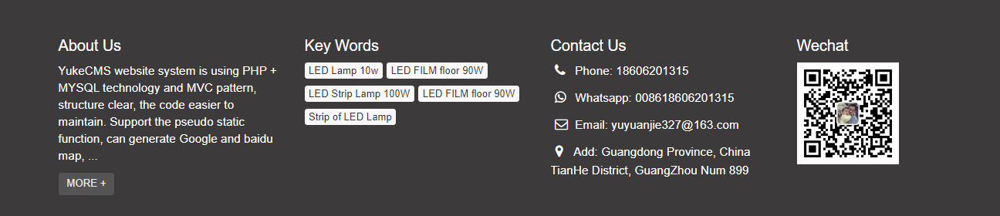 About Us
YukeCMS website system is using PHP +
MYSQL technology and MVC pattern,
structure clear, the code easier to
maintain. Support the pseudo static
function, can generate Google and baidu
map, ...
MORE +
Key Words
LED Lamp 10w LED FILM floor 90W
LED Strip Lamp 100W LED FILM floor 90W
Strip of LED Lamp
Contact Us
Phone: 18606201315
Whatsapp: 008618606201315
Email: yuyuanjie327@163.com
Add: Guangdong Province, China
TianHe District, GuangZhou Num 899
Wechat